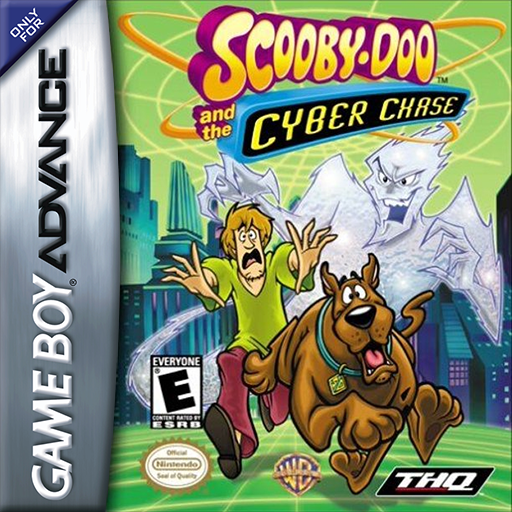 ONLY
FOR
GAME BOY ADVANCE
SCOOBY-DOO
TM
and
the
CYBER CHASE
EVERYONE
E
CONTENT RATED BY
ESRB
Official
Nintendo
Seal of Quality
WB
THQ